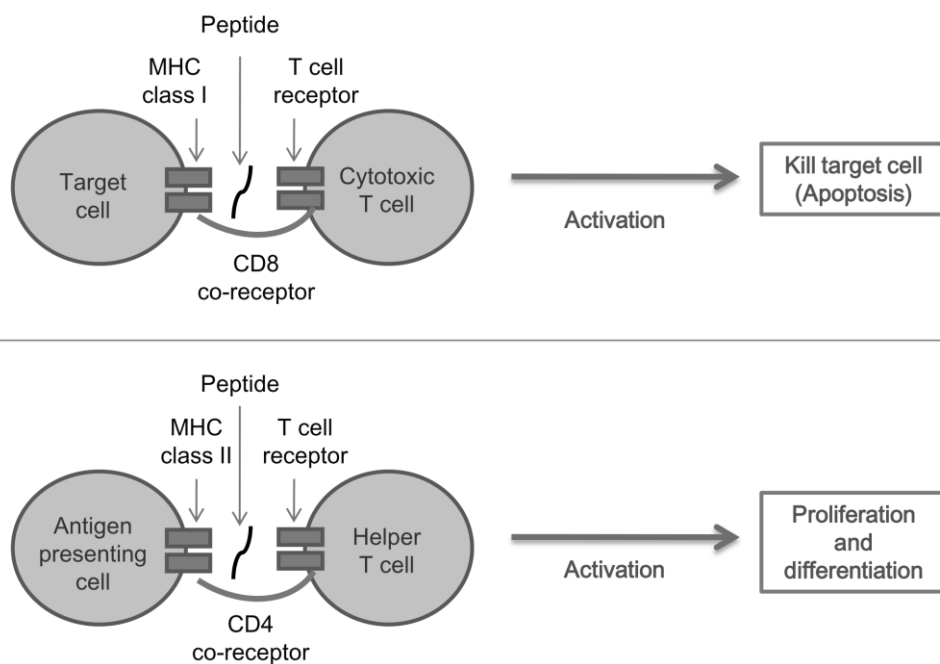 Peptide
MHC
class I
T cell
receptor
Target
cell
Cytotoxic
T cell
CD8
co-receptor
Activation
Kill target cell
(Apoptosis)
Peptide
MHC
class II
T cell
receptor
Antigen
presenting
cell
Helper
T cell
CD4
co-receptor
Activation
Proliferation
and
differentiation